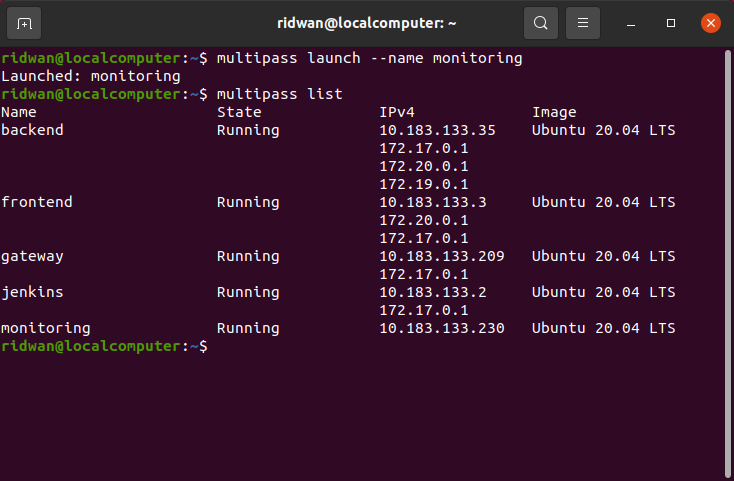 ridwan@localcomputer: ~
ridwan@localcomputer:~$ multipass launch --name monitoring
Launched: monitoring
ridwan@localcomputer:~$ multipass list
Name                    State             IPv4             Image
backend                 Running           10.183.133.35    Ubuntu 20.04 LTS
                                          172.17.0.1
                                          172.20.0.1
                                          172.19.0.1
frontend                Running           10.183.133.3     Ubuntu 20.04 LTS
                                          172.20.0.1
                                          172.17.0.1
gateway                 Running           10.183.133.209   Ubuntu 20.04 LTS
                                          172.17.0.1
jenkins                 Running           10.183.133.2     Ubuntu 20.04 LTS
                                          172.17.0.1
monitoring              Running           10.183.133.230   Ubuntu 20.04 LTS
ridwan@localcomputer:~$